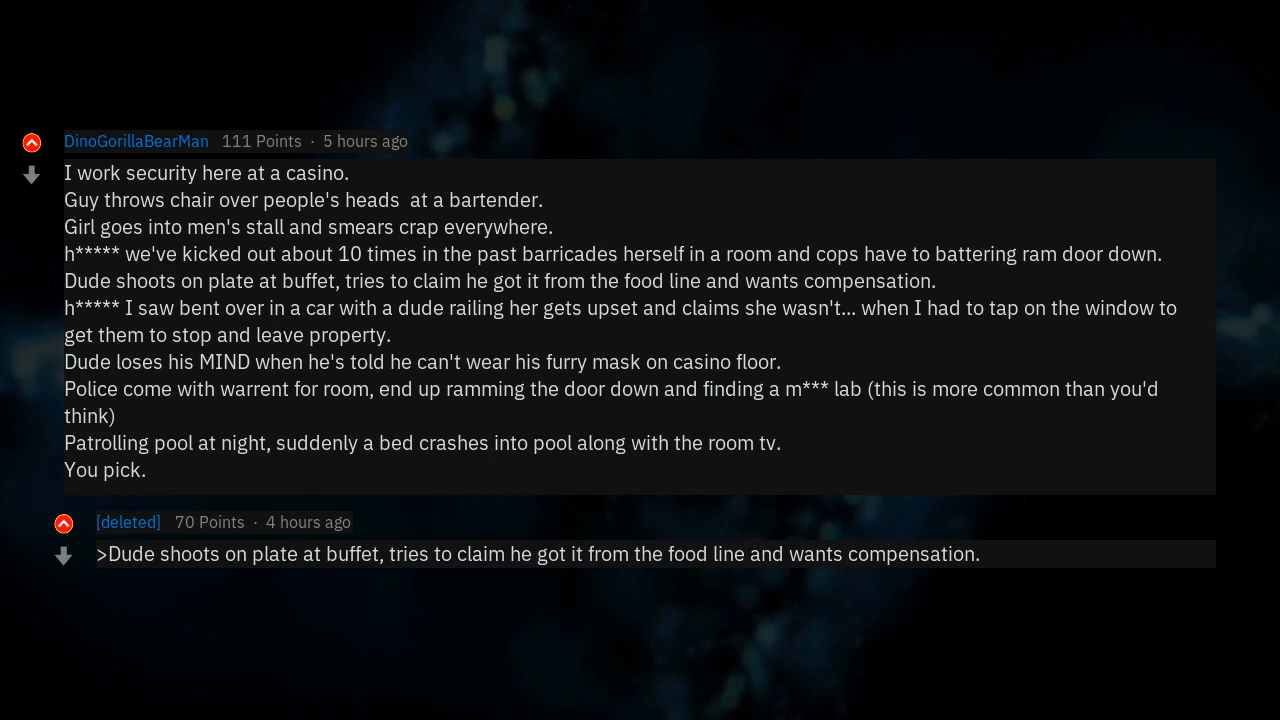 DinoGorillaBearMan 111 Points · 5 hours ago
I work security here at a casino.
Guy throws chair over people's heads  at a bartender.
Girl goes into men's stall and smears crap everywhere.
h***** we've kicked out about 10 times in the past barricades herself in a room and cops have to battering ram door down.
Dude shoots on plate at buffet, tries to claim he got it from the food line and wants compensation.
h***** I saw bent over in a car with a dude railing her gets upset and claims she wasn't... when I had to tap on the window to
get them to stop and leave property.
Dude loses his MIND when he's told he can't wear his furry mask on casino floor.
Police come with warrent for room, end up ramming the door down and finding a m*** lab (this is more common than you'd
think)
Patrolling pool at night, suddenly a bed crashes into pool along with the room tv.
You pick.
[deleted] 70 Points · 4 hours ago
>Dude shoots on plate at buffet, tries to claim he got it from the food line and wants compensation.